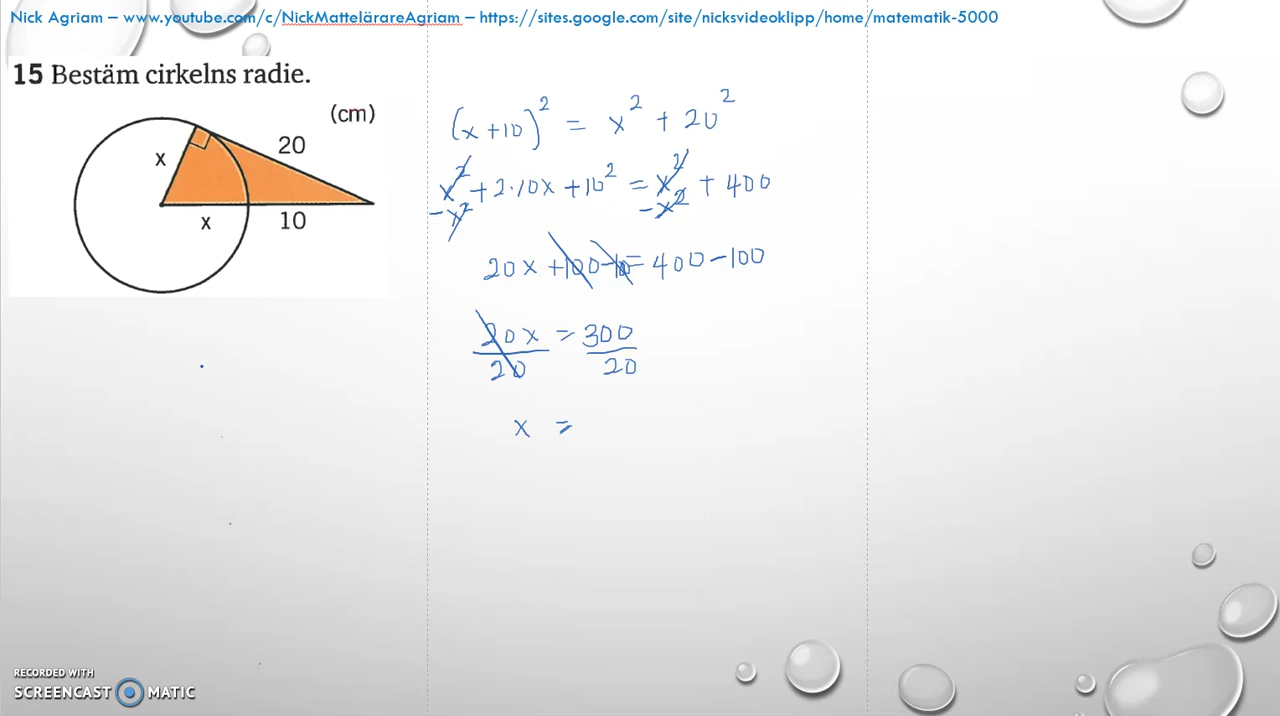 Nick Agriam – www.youtube.com/c/NickMattelärareAgriam – https://sites.google.com/site/nicksvideoklipp/home/matematik-5000
15 Bestäm cirkelns radie.
(cm)
20
x
x
10
(x+10)² = x² + 20²
x² + 2·10x + 10² = x² + 400
-x² -x²
20x + 100 - 10 = 400 - 100
20x = 300
20 20
x =
RECORDED WITH
SCREENCAST MATIC